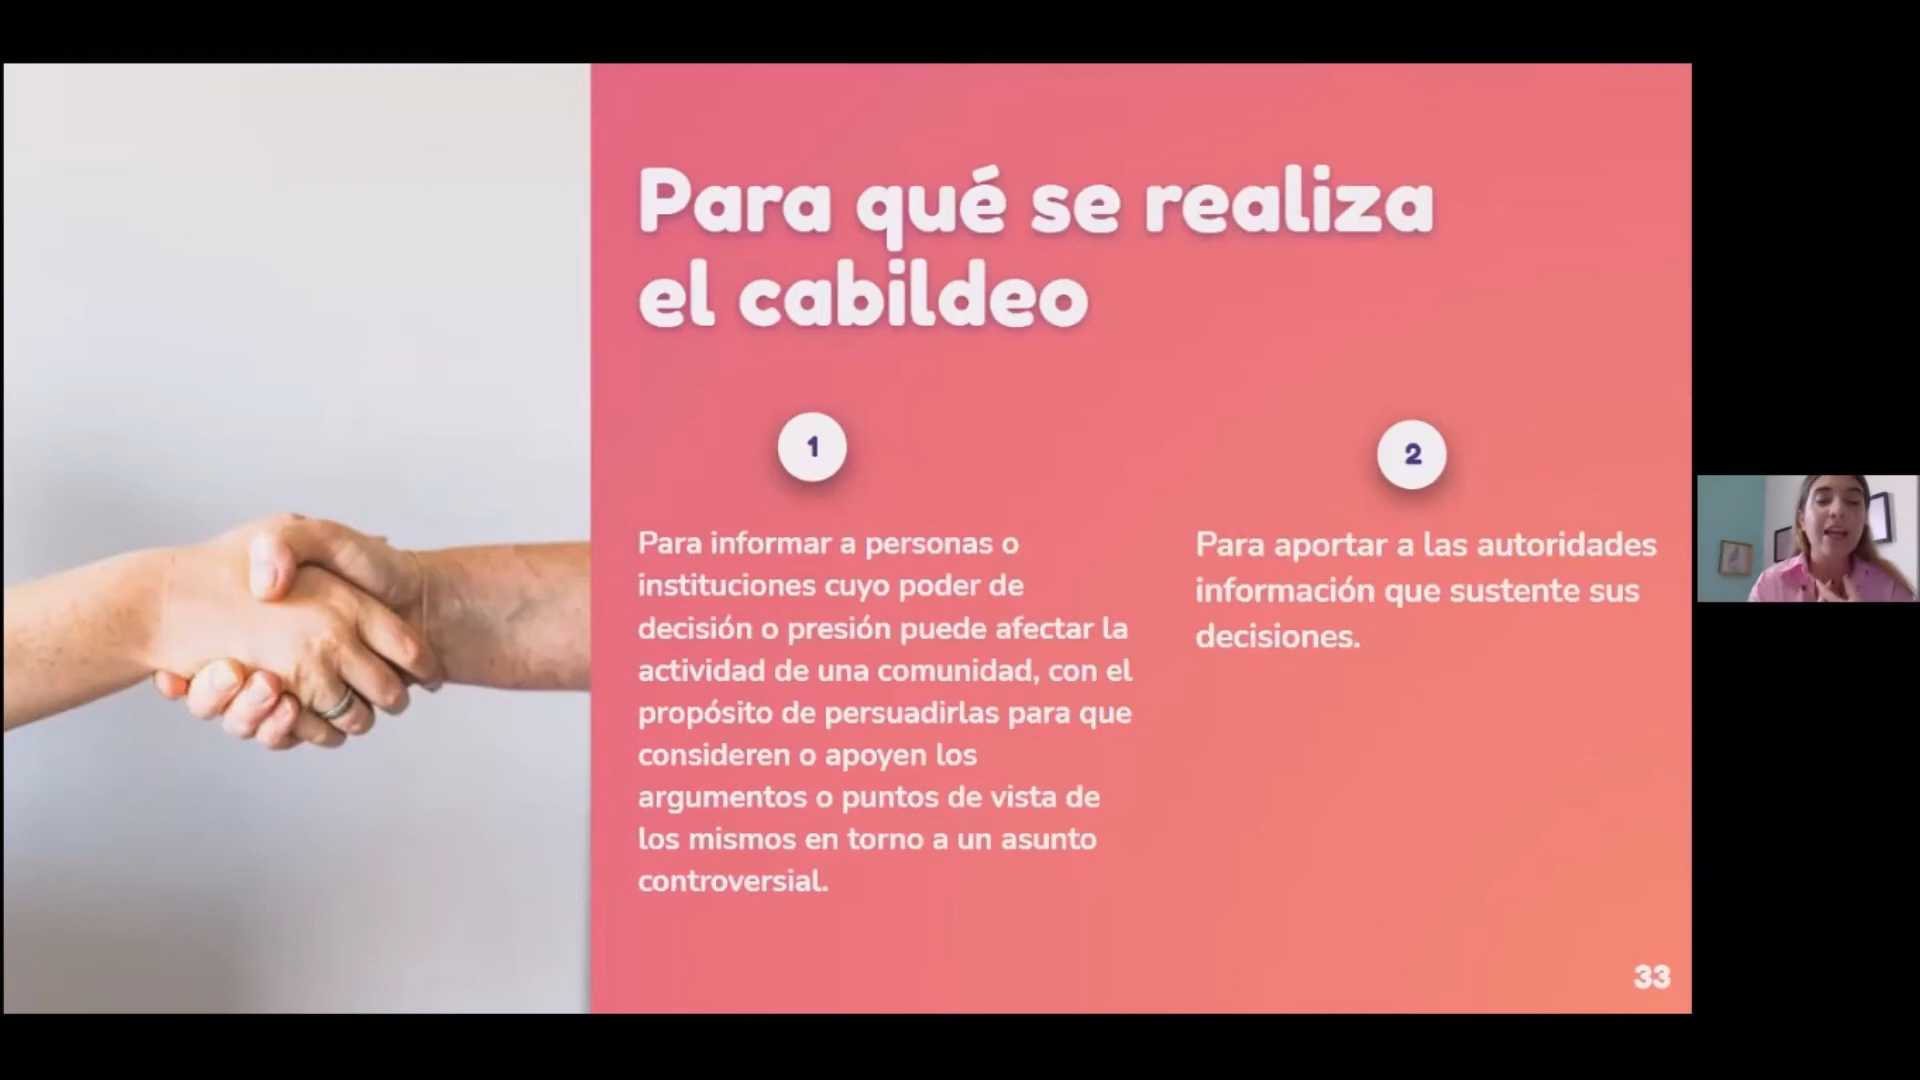 Para qué se realiza
el cabildeo
1
Para informar a personas o
instituciones cuyo poder de
decisión o presión puede afectar la
actividad de una comunidad, con el
propósito de persuadirlas para que
consideren o apoyen los
argumentos o puntos de vista de
los mismos en torno a un asunto
controversial.
2
Para aportar a las autoridades
información que sustente sus
decisiones.
33